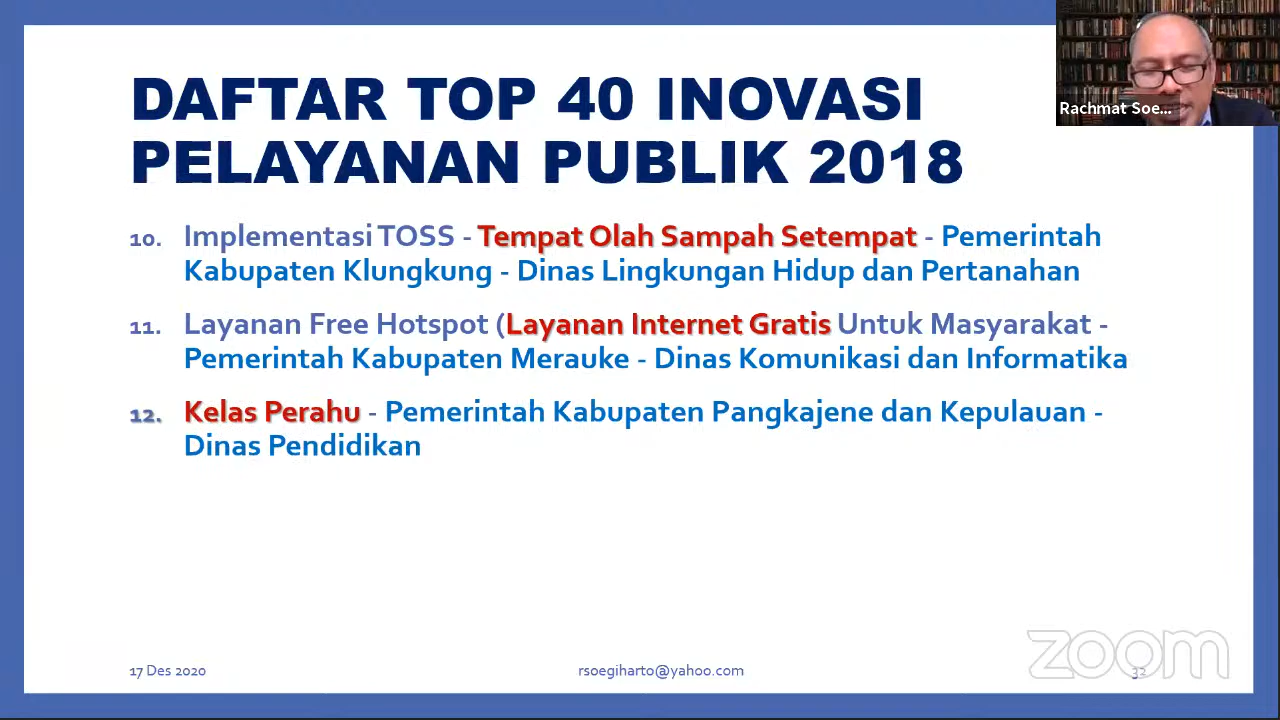 DAFTAR TOP 40 INOVASI
PELAYANAN PUBLIK 2018
Rachmat Soe...
10. Implementasi TOSS - Tempat Olah Sampah Setempat - Pemerintah
Kabupaten Klungkung - Dinas Lingkungan Hidup dan Pertanahan
11. Layanan Free Hotspot (Layanan Internet Gratis Untuk Masyarakat -
Pemerintah Kabupaten Merauke - Dinas Komunikasi dan Informatika
12. Kelas Perahu - Pemerintah Kabupaten Pangkajene dan Kepulauan -
Dinas Pendidikan
17 Des 2020
rsoegiharto@yahoo.com
32
zoom